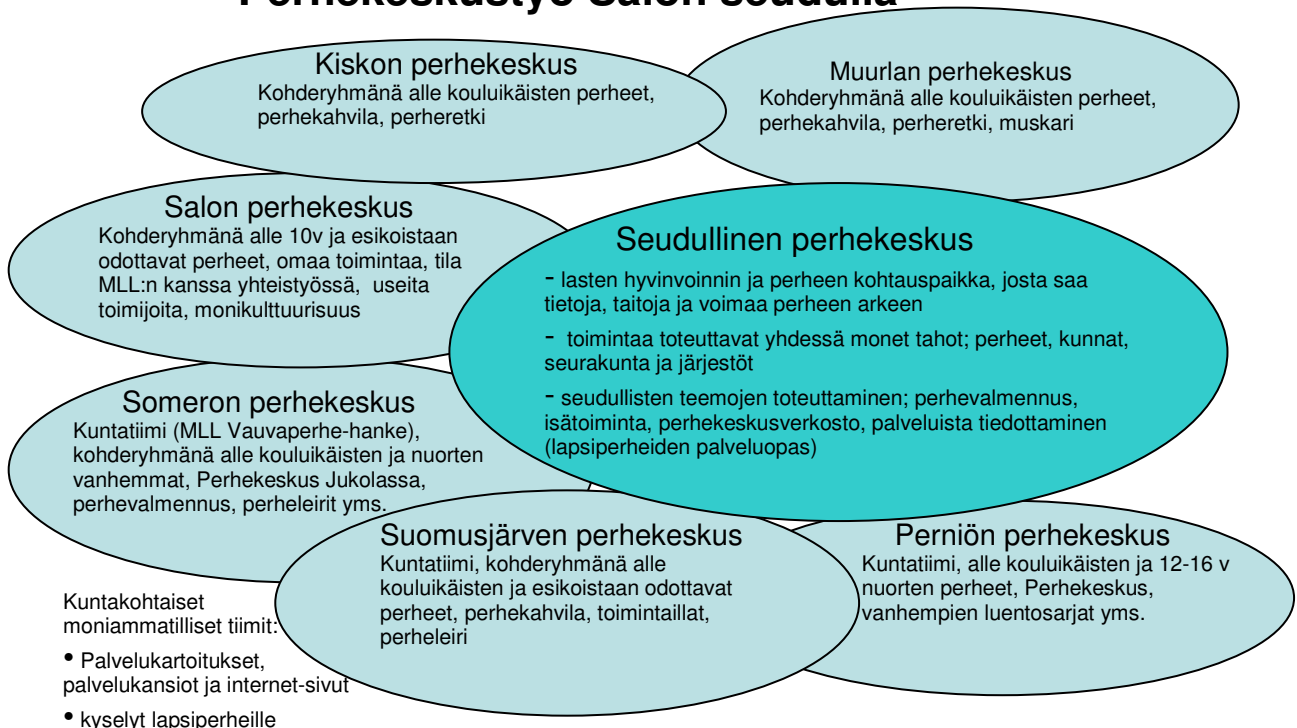 Perhekeskustyö Salon seudulla
Kiskon perhekeskus
Kohderyhmänä alle kouluikäisten perheet,
perhekahvila, perheretki
Muurlan perhekeskus
Kohderyhmänä alle kouluikäisten perheet,
perhekahvila, perheretki, muskari
Salon perhekeskus
Kohderyhmänä alle 10v ja esikoistaan
odottavat perheet, omaa toimintaa, tila
MLL:n kanssa yhteistyössä, useita
toimijoita, monikulttuurisuus
Seudullinen perhekeskus
- lasten hyvinvoinnin ja perheen kohtauspaikka, josta saa
tietoja, taitoja ja voimaa perheen arkeen
- toimintaa toteuttavat yhdessä monet tahot; perheet, kunnat,
seurakunta ja järjestöt
- seudullisten teemojen toteuttaminen; perhevalmennus,
isätoiminta, perhekeskusverkosto, palveluista tiedottaminen
(lapsiperheiden palveluopas)
Someron perhekeskus
Kuntatiimi (MLL Vauvaperhe-hanke),
kohderyhmänä alle kouluikäisten ja nuorten
vanhemmat, Perhekeskus Jukolassa,
perhevalmennus, perheleirit yms.
Suomusjärven perhekeskus
Kuntatiimi, kohderyhmänä alle
kouluikäisten ja esikoistaan odottavat
perheet, perhekahvila, toimintaillat,
perheleiri
Perniön perhekeskus
Kuntatiimi, alle kouluikäisten ja 12-16 v
nuorten perheet, Perhekeskus,
vanhempien luentosarjat yms.
Kuntakohtaiset
moniammatilliset tiimit:
• Palvelukartoitukset,
palvelukansiot ja internet-sivut
• kyselyt lapsiperheille